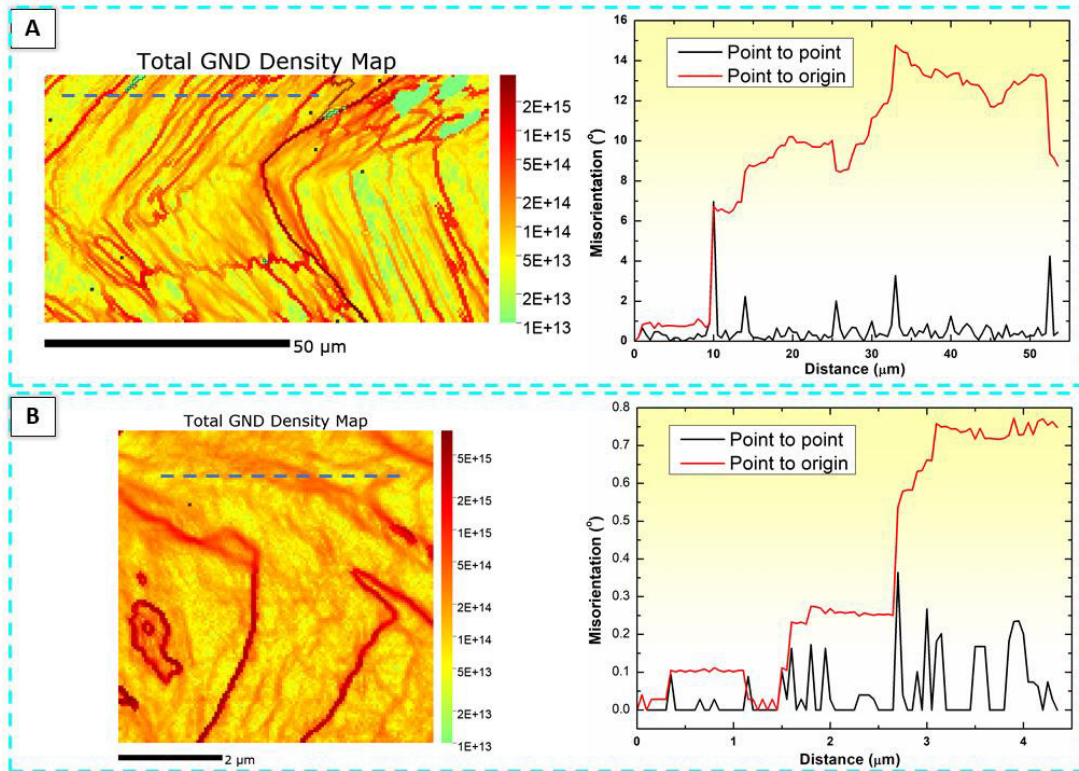 A
Total GND Density Map
2E+15
1E+15
5E+14
2E+14
1E+14
5E+13
2E+13
1E+13
50 μm
Point to point
Point to origin
Misorientation (°)
16
14
12
10
8
6
4
2
0
0 10 20 30 40 50
Distance (μm)
B
Total GND Density Map
5E+15
2E+15
1E+15
5E+14
2E+14
1E+14
5E+13
2E+13
1E+13
2 μm
Point to point
Point to origin
Misorientation (°)
0.8
0.7
0.6
0.5
0.4
0.3
0.2
0.1
0.0
0 1 2 3 4
Distance (μm)